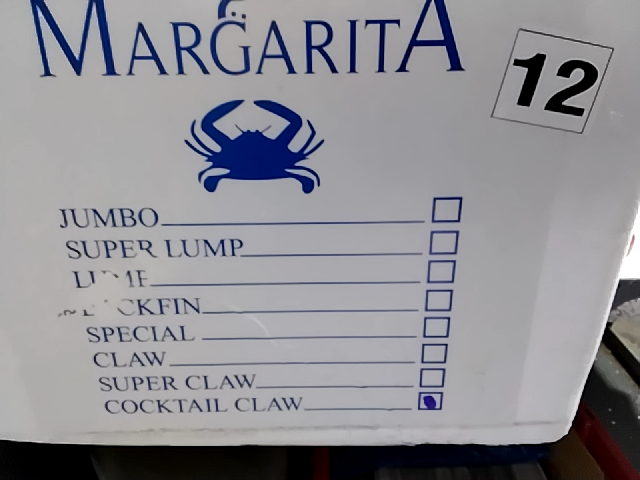 MARGARITA
12
JUMBO
SUPER LUMP
SPECIAL
CLAW
SUPER CLAW
COCKTAIL CLAW